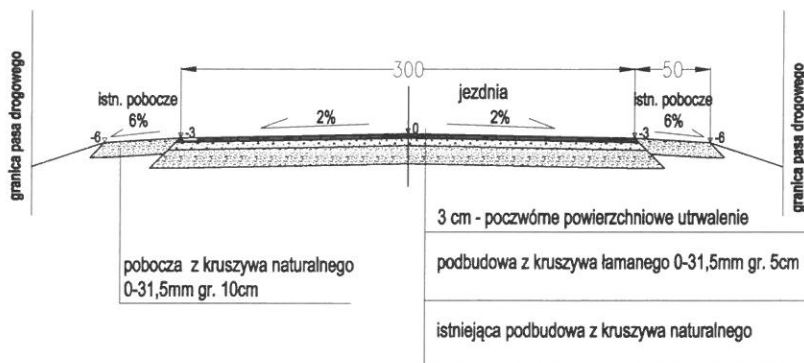 granica pasa drogowego
300
50
istn. pobocze
6%
jezdnia
istn. pobocze
6%
2%
2%
-6
-3
0
-3
-6
granica pasa drogowego
3 cm - poczwórne powierzchniowe utrwalenie
pobocza z kruszywa naturalnego
0-31,5mm gr. 10cm
podbudowa z kruszywa łamanego 0-31,5mm gr. 5cm
istniejąca podbudowa z kruszywa naturalnego